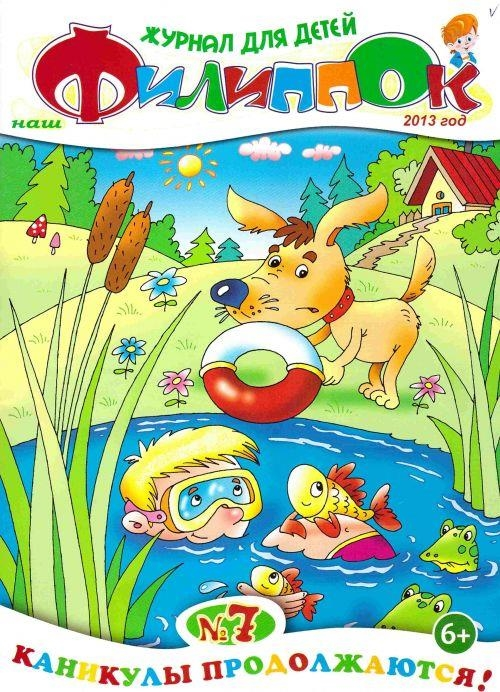 ЖУРНАЛ ДЛЯ ДЕТЕЙ
наш ФИЛИППОК
2013 год
№7
6+
КАНИКУЛЫ ПРОДОЛЖАЮТСЯ!